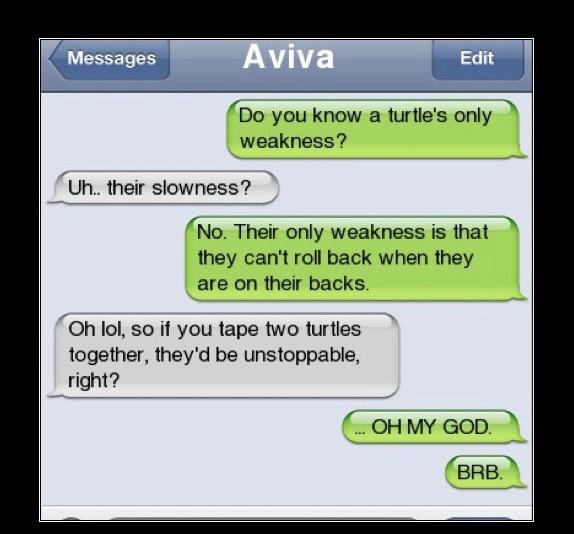 Messages
Aviva
Edit
Do you know a turtle's only
weakness?
Uh.. their slowness?
No. Their only weakness is that
they can't roll back when they
are on their backs.
Oh lol, so if you tape two turtles
together, they'd be unstoppable,
right?
... OH MY GOD.
BRB.